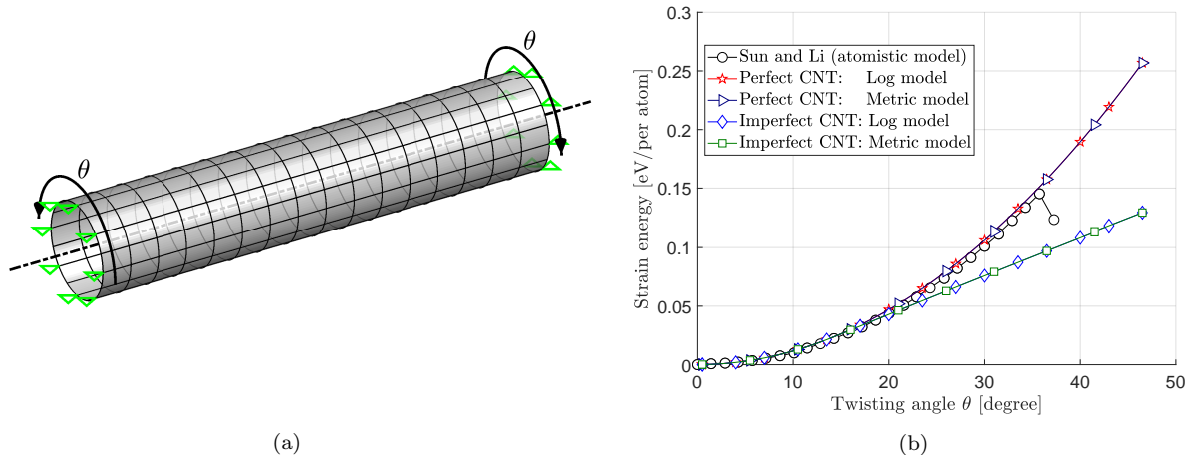 θ
θ
(a)
0.3
0.25
0.2
0.15
0.1
0.05
0
Strain energy [eV/per atom]
Sun and Li (atomistic model)
Perfect CNT: Log model
Perfect CNT: Metric model
Imperfect CNT: Log model
Imperfect CNT: Metric model
0 10 20 30 40 50
Twisting angle θ [degree]
(b)